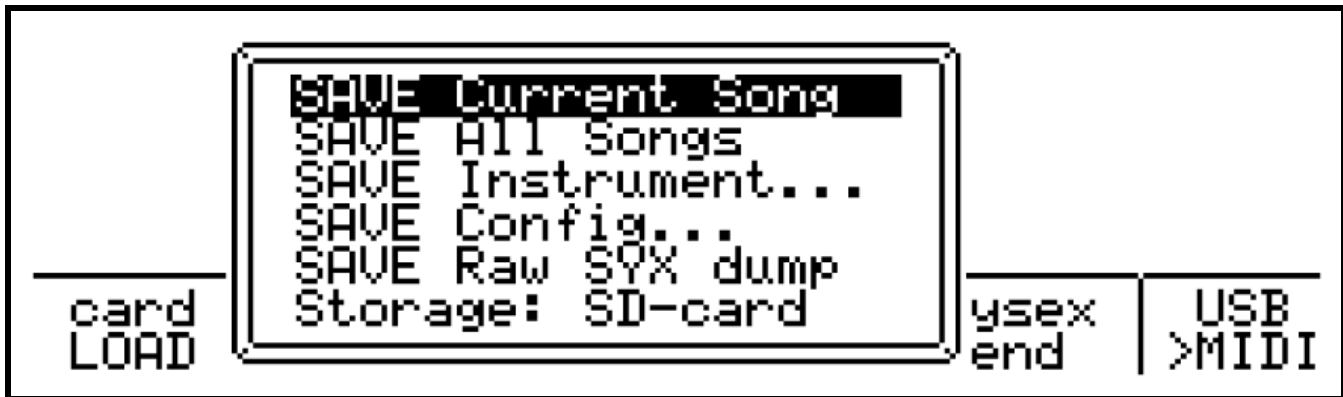 SAVE Current Song
SAVE All Songs
SAVE Instrument...
SAVE Config...
SAVE Raw SYX dump
Storage: SD-card
card
LOAD
ysex
end
USB
>MIDI